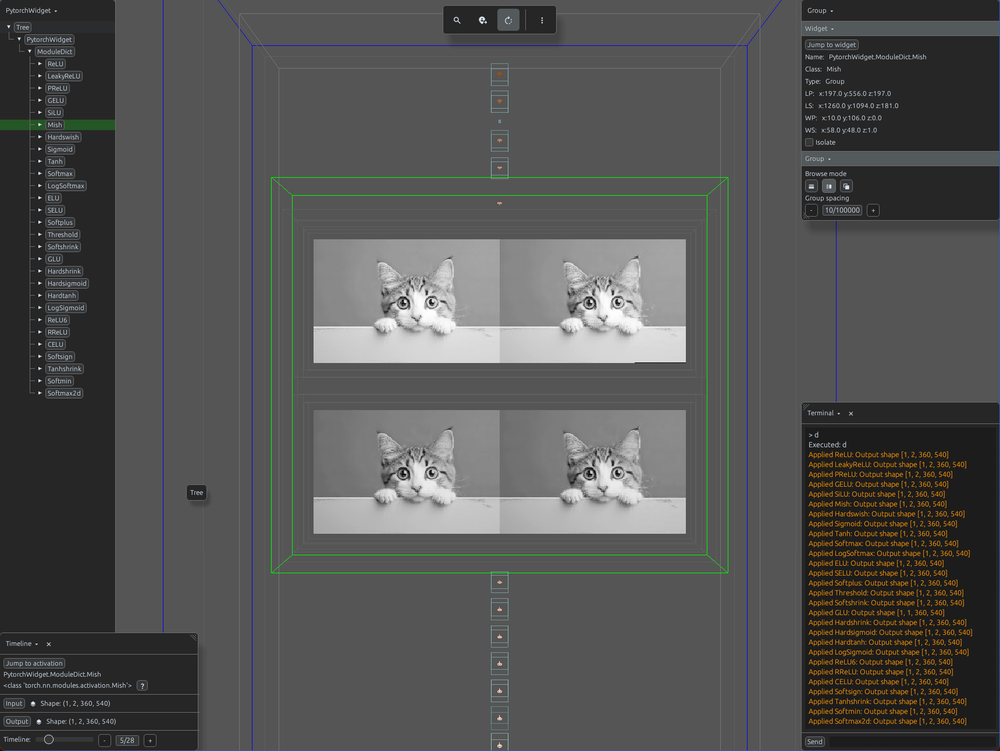 PytorchWidget
Tree
PytorchWidget
ModuleDict
ReLU
LeakyReLU
PReLU
GELU
SiLU
Mish
Hardswish
Sigmoid
Tanh
Softmax
LogSoftmax
ELU
SELU
Softplus
Threshold
Softshrink
GLU
Hardshrink
Hardsigmoid
Hardtanh
LogSigmoid
ReLU6
RReLU
CELU
Softsign
Tanhshrink
Softmin
Softmax2d
Tree
Timeline
Jump to activation
PytorchWidget.ModuleDict.Mish
<class 'torch.nn.modules.activation.Mish'> ?
Input Shape: (1, 2, 360, 540)
Output Shape: (1, 2, 360, 540)
Timeline: - 5/28 +
Group
Widget
Jump to widget
Name: PytorchWidget.ModuleDict.Mish
Class: Mish
Type: Group
LP: x:197.0 y:556.0 z:197.0
LS: x:1260.0 y:1094.0 z:181.0
WP: x:10.0 y:106.0 z:0.0
WS: x:58.0 y:48.0 z:1.0
Isolate
Group
Browse mode
Group spacing
- 10/100000 +
Terminal
> d
Executed: d
Applied ReLU: Output shape [1, 2, 360, 540]
Applied LeakyReLU: Output shape [1, 2, 360, 540]
Applied PReLU: Output shape [1, 2, 360, 540]
Applied GELU: Output shape [1, 2, 360, 540]
Applied SiLU: Output shape [1, 2, 360, 540]
Applied Mish: Output shape [1, 2, 360, 540]
Applied Hardswish: Output shape [1, 2, 360, 540]
Applied Sigmoid: Output shape [1, 2, 360, 540]
Applied Tanh: Output shape [1, 2, 360, 540]
Applied Softmax: Output shape [1, 2, 360, 540]
Applied LogSoftmax: Output shape [1, 2, 360, 540]
Applied ELU: Output shape [1, 2, 360, 540]
Applied SELU: Output shape [1, 2, 360, 540]
Applied Softplus: Output shape [1, 2, 360, 540]
Applied Threshold: Output shape [1, 2, 360, 540]
Applied Softshrink: Output shape [1, 2, 360, 540]
Applied GLU: Output shape [1, 1, 360, 540]
Applied Hardshrink: Output shape [1, 2, 360, 540]
Applied Hardsigmoid: Output shape [1, 2, 360, 540]
Applied Hardtanh: Output shape [1, 2, 360, 540]
Applied LogSigmoid: Output shape [1, 2, 360, 540]
Applied ReLU6: Output shape [1, 2, 360, 540]
Applied RReLU: Output shape [1, 2, 360, 540]
Applied CELU: Output shape [1, 2, 360, 540]
Applied Softsign: Output shape [1, 2, 360, 540]
Applied Tanhshrink: Output shape [1, 2, 360, 540]
Applied Softmin: Output shape [1, 2, 360, 540]
Applied Softmax2d: Output shape [1, 2, 360, 540]
Send